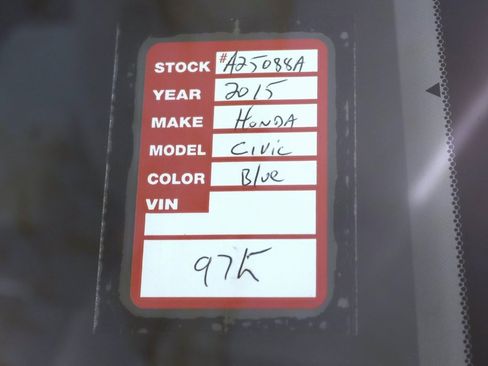 STOCK #A25088A
YEAR 2015
MAKE HONDA
MODEL CIVIC
COLOR Blue
VIN
97K